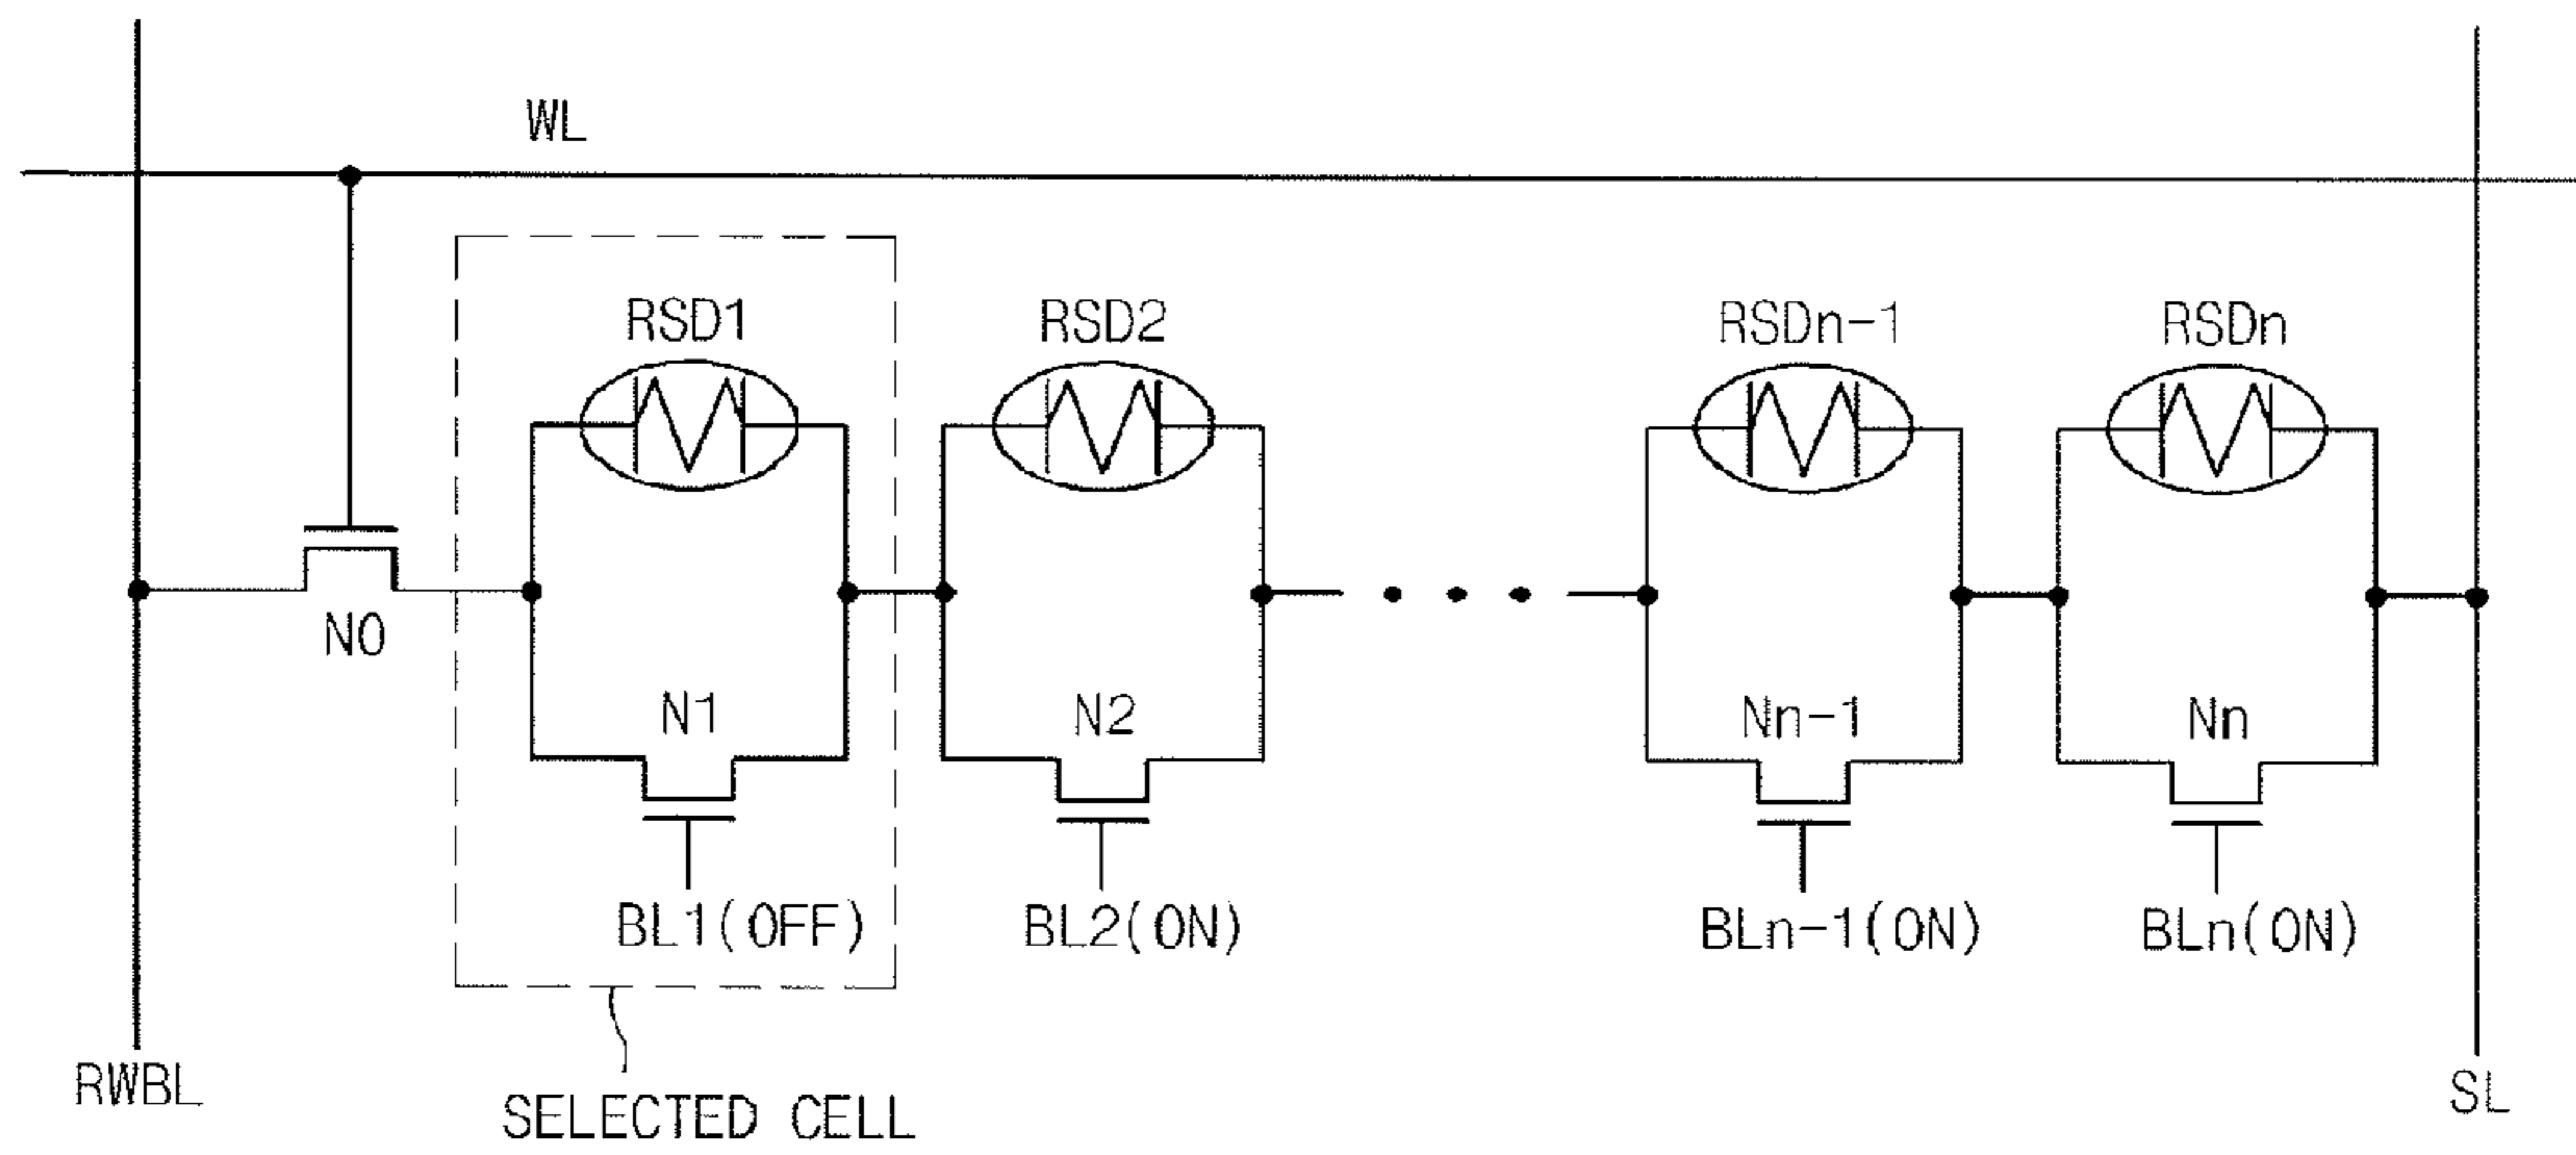 WL
RSD1
RSD2
RSDn-1
RSDn
N0
N1
N2
Nn-1
Nn
BL1(OFF)
BL2(ON)
BLn-1(ON)
BLn(ON)
RWBL
SELECTED CELL
SL